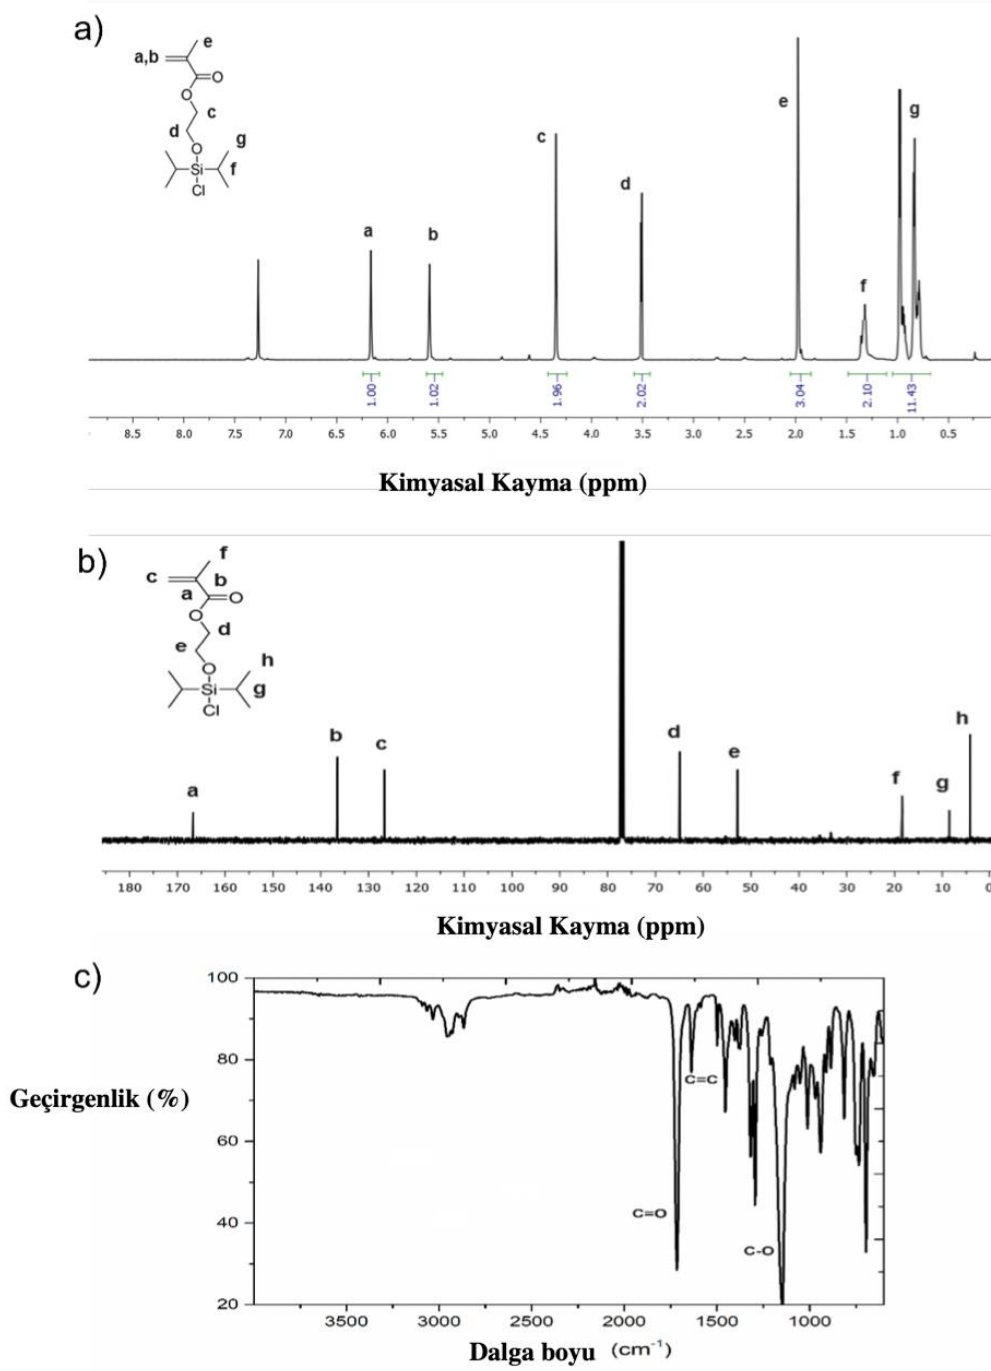 a)
e
a,b
O
O
c
d
g
O
Si
f
Cl
a
b
c
d
e
f
g
1.00
1.02
1.96
2.02
3.04
2.10
11.43
8.5 8.0 7.5 7.0 6.5 6.0 5.5 5.0 4.5 4.0 3.5 3.0 2.5 2.0 1.5 1.0 0.5
Kimyasal Kayma (ppm)
b)
f
c
b
a
O
O
d
e
h
O
Si
g
Cl
a
b
c
d
e
f
g
h
180 170 160 150 140 130 120 110 100 90 80 70 60 50 40 30 20 10 0
Kimyasal Kayma (ppm)
c)
100
80
60
40
20
Geçirgenlik (%)
C=C
C=O
C-O
3500 3000 2500 2000 1500 1000
Dalga boyu (cm⁻¹)